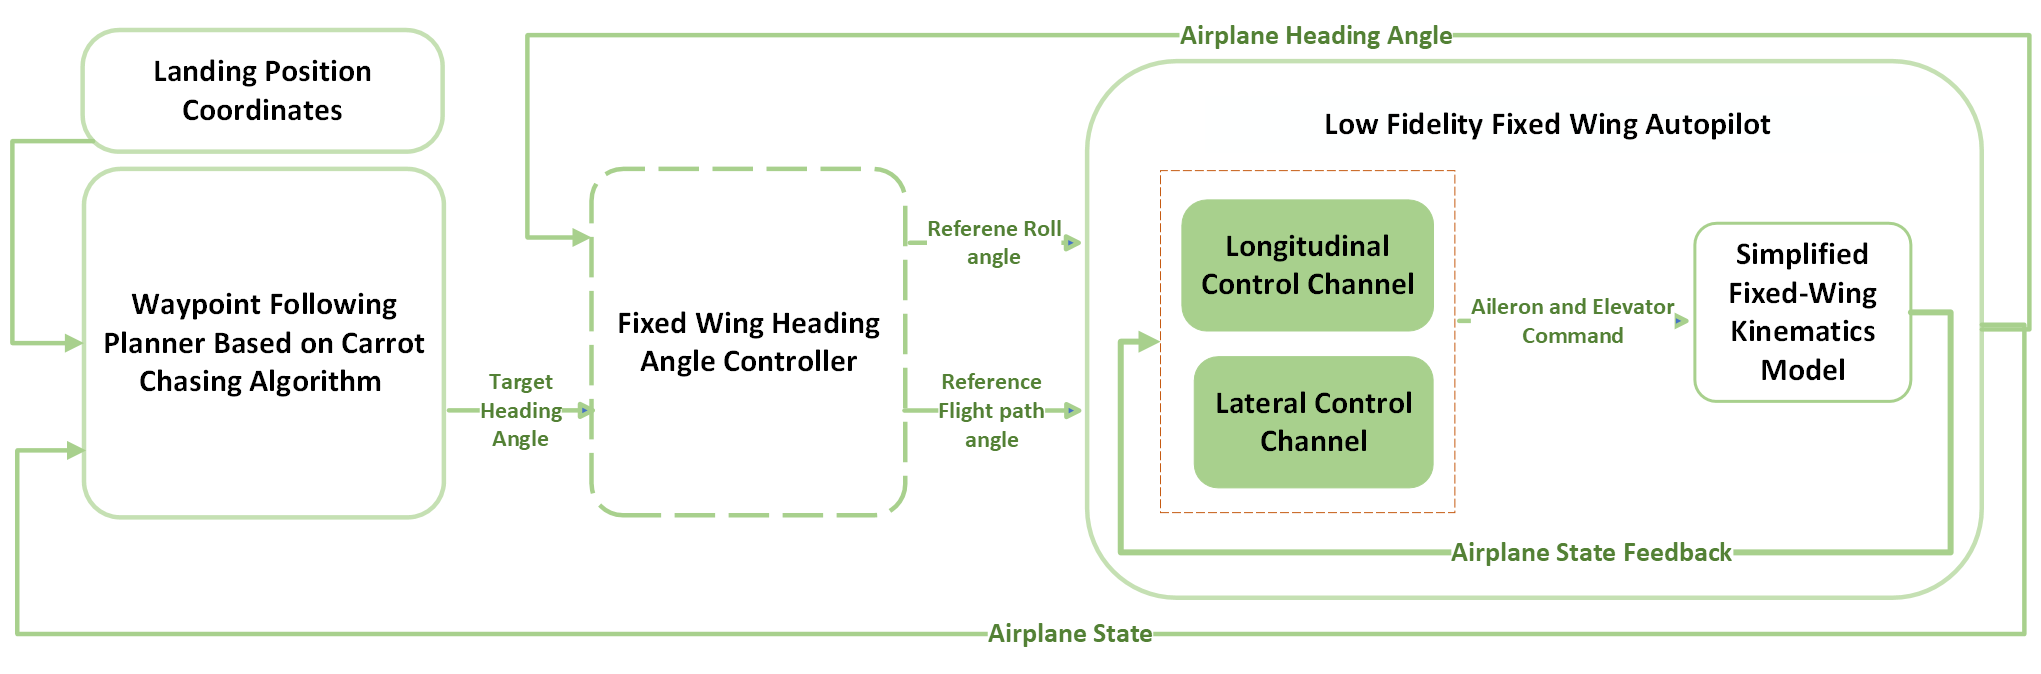 Airplane Heading Angle
Landing Position
Coordinates
Low Fidelity Fixed Wing Autopilot
Waypoint Following
Planner Based on Carrot
Chasing Algorithm
Target
Heading
Angle
Fixed Wing Heading
Angle Controller
Referene Roll
angle
Reference
Flight path
angle
Longitudinal
Control Channel
Lateral Control
Channel
Aileron and Elevator
Command
Simplified
Fixed-Wing
Kinematics
Model
Airplane State Feedback
Airplane State